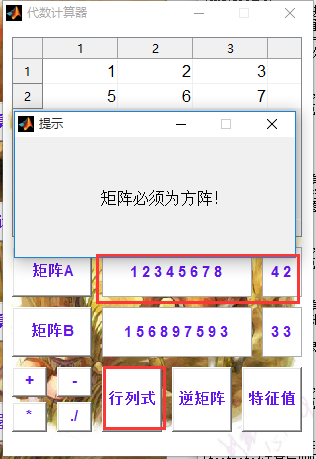 代数计算器
1 2 3
1 1 2 3
2 5 6 7
提示
矩阵必须为方阵!
矩阵A 1 2 3 4 5 6 7 8 4 2
矩阵B 1 5 6 8 9 7 5 9 3 3 3
+ - 行列式 逆矩阵 特征值
* ./